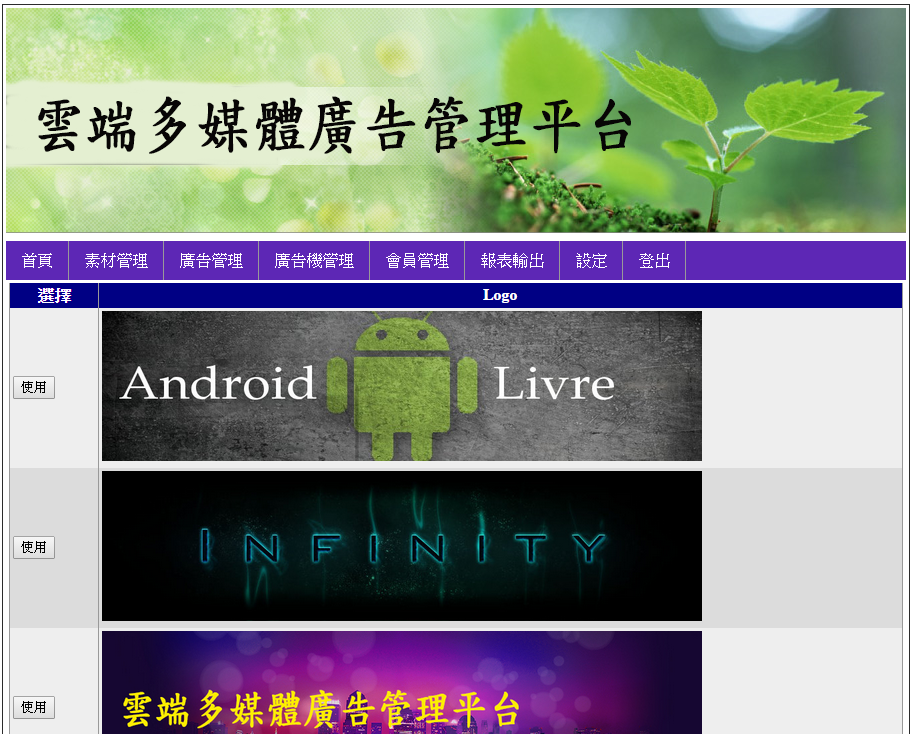 雲端多媒體廣告管理平台
首頁 素材管理 廣告管理 廣告機管理 會員管理 報表輸出 設定 登出
選擇 Logo
使用 Android Livre
使用 INFINITY
使用 雲端多媒體廣告管理平台